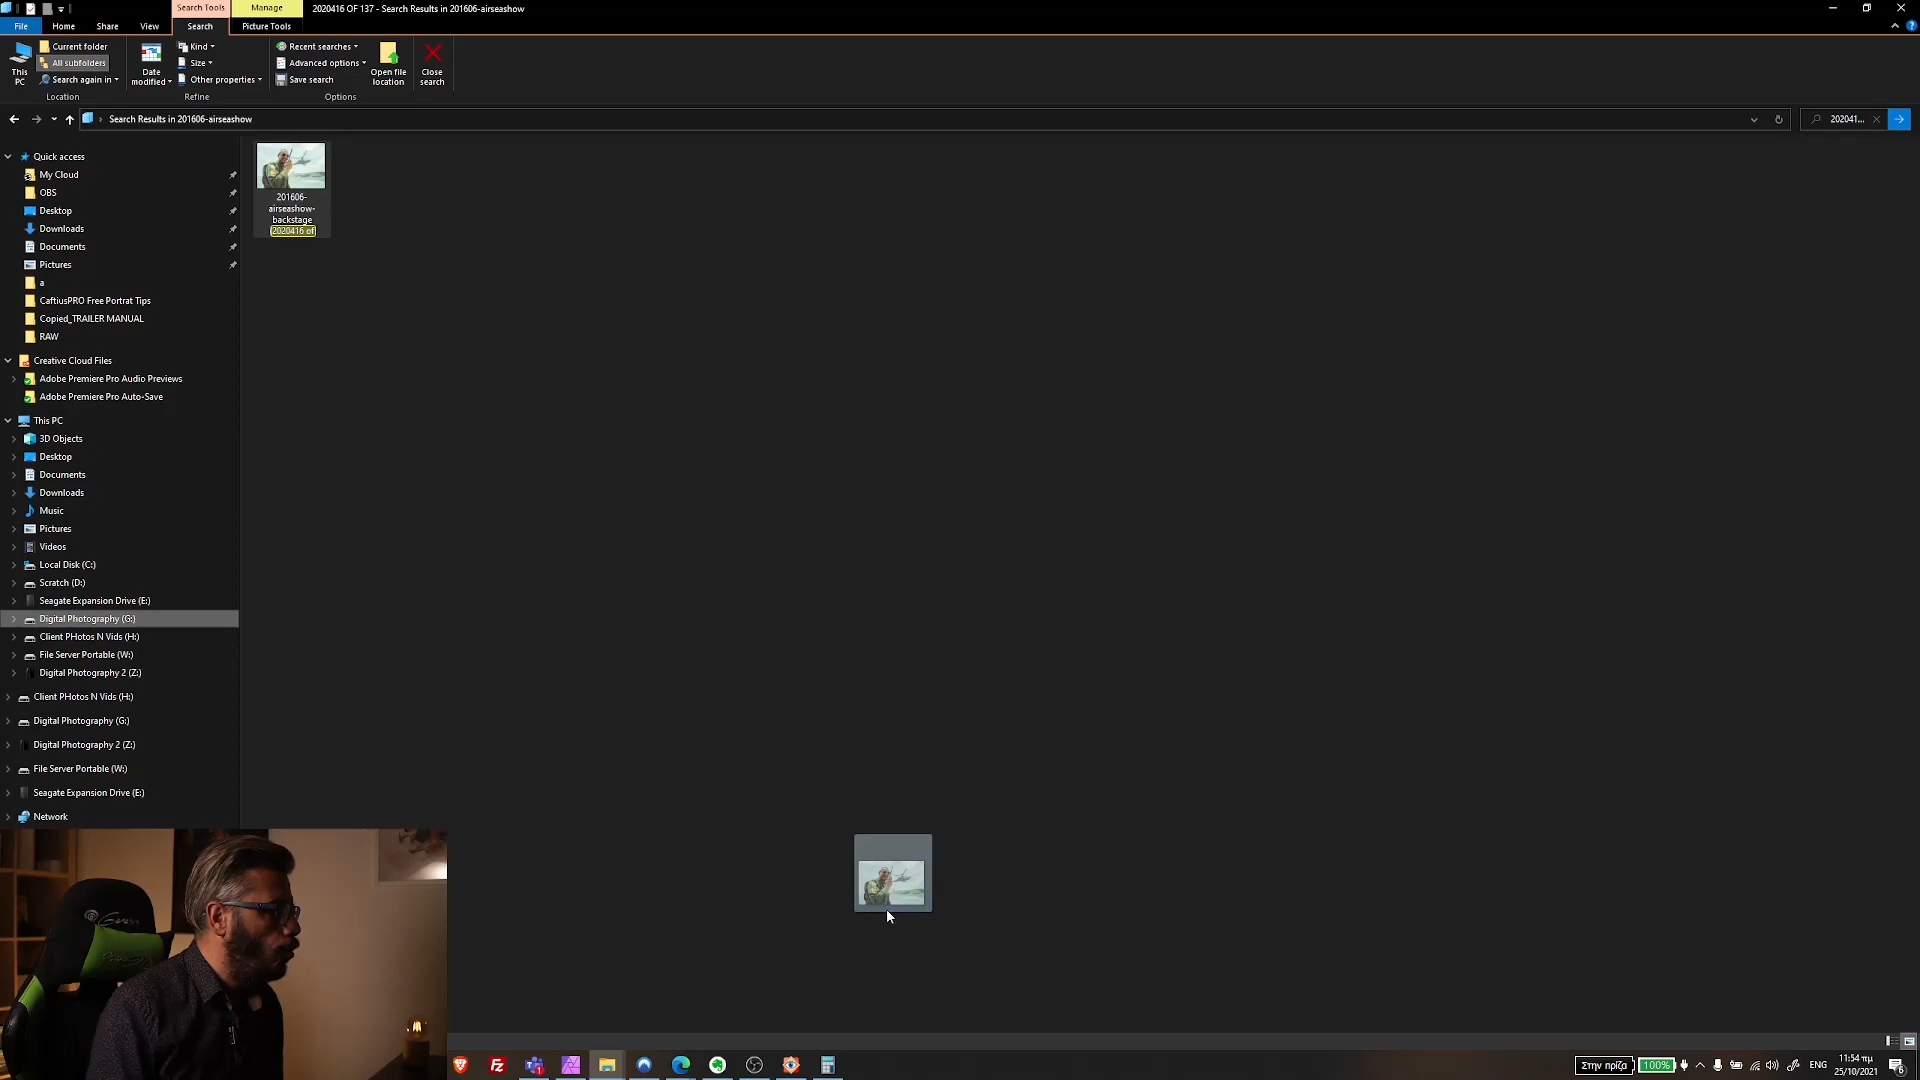 Search Tools
Manage
2020416 OF 137 - Search Results in 201606-airseashow
File
Home
Share
View
Search
Picture Tools
This PC
Current folder
All subfolders
Search again in
Location
Date modified
Kind
Size
Other properties
Refine
Recent searches
Advanced options
Save search
Options
Open file location
Close search
Search Results in 201606-airseashow
202041...
Quick access
My Cloud
OBS
Desktop
Downloads
Documents
Pictures
a
CaftiusPRO Free Portrat Tips
Copied_TRAILER MANUAL
RAW
Creative Cloud Files
Adobe Premiere Pro Audio Previews
Adobe Premiere Pro Auto-Save
This PC
3D Objects
Desktop
Documents
Downloads
Music
Pictures
Videos
Local Disk (C:)
Scratch (D:)
Seagate Expansion Drive (E:)
Digital Photography (G:)
Client PHotos N Vids (H:)
File Server Portable (W:)
Digital Photography 2 (Z:)
Client PHotos N Vids (H:)
Digital Photography (G:)
Digital Photography 2 (Z:)
File Server Portable (W:)
Seagate Expansion Drive (E:)
Network
201606-
airseashow-
backstage
(2020416 of
Στην πρίζα
100%
ENG
11:54 πμ
25/10/2021